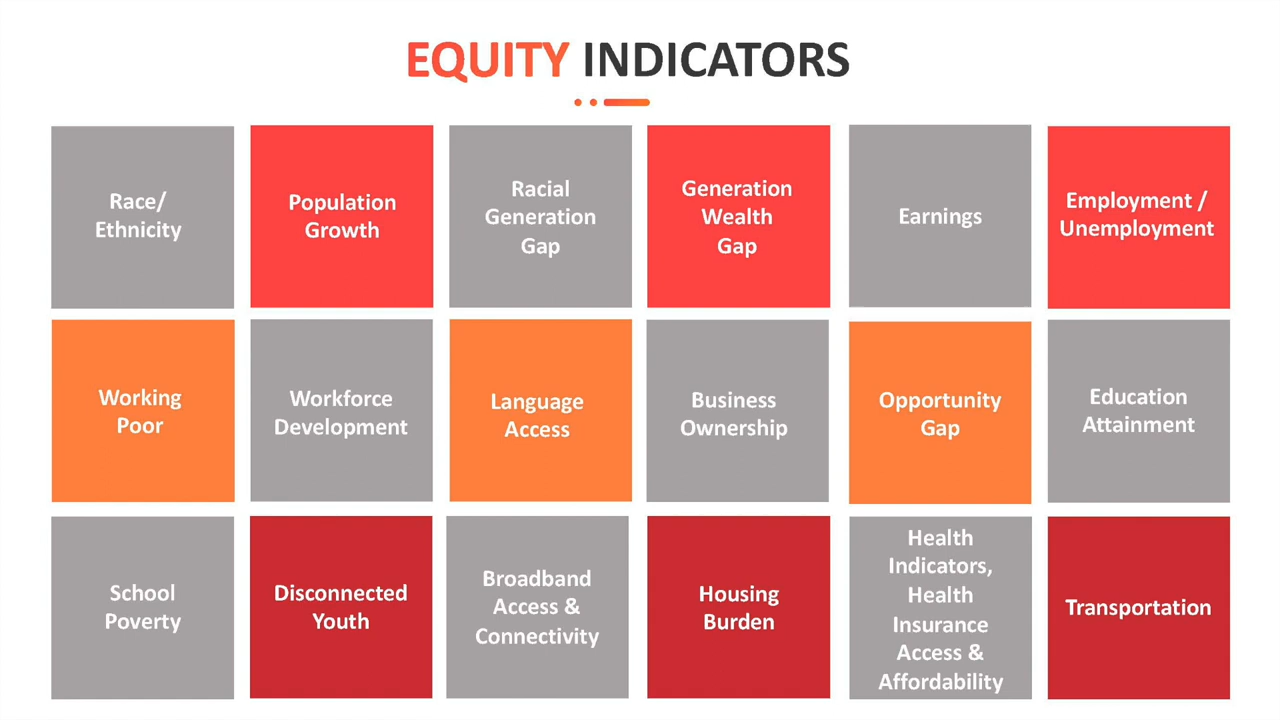 EQUITY INDICATORS
Race/
Ethnicity
Population
Growth
Racial
Generation
Gap
Generation
Wealth
Gap
Earnings
Employment /
Unemployment
Working
Poor
Workforce
Development
Language
Access
Business
Ownership
Opportunity
Gap
Education
Attainment
School
Poverty
Disconnected
Youth
Broadband
Access &
Connectivity
Housing
Burden
Health
Indicators,
Health
Insurance
Access &
Affordability
Transportation